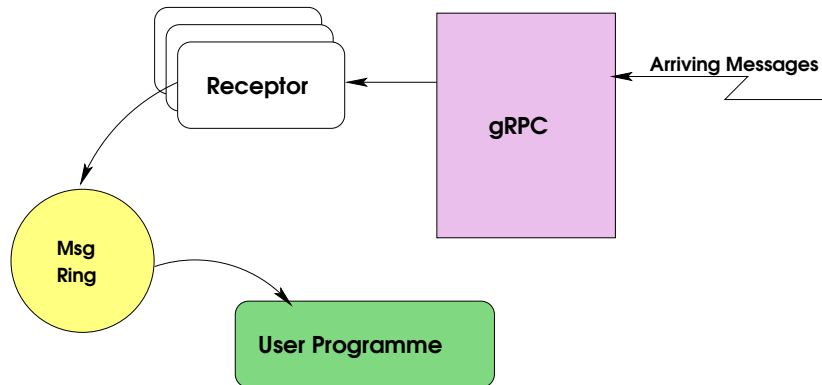 Arriving Messages
Receptor
gRPC
Msg
Ring
User Programme